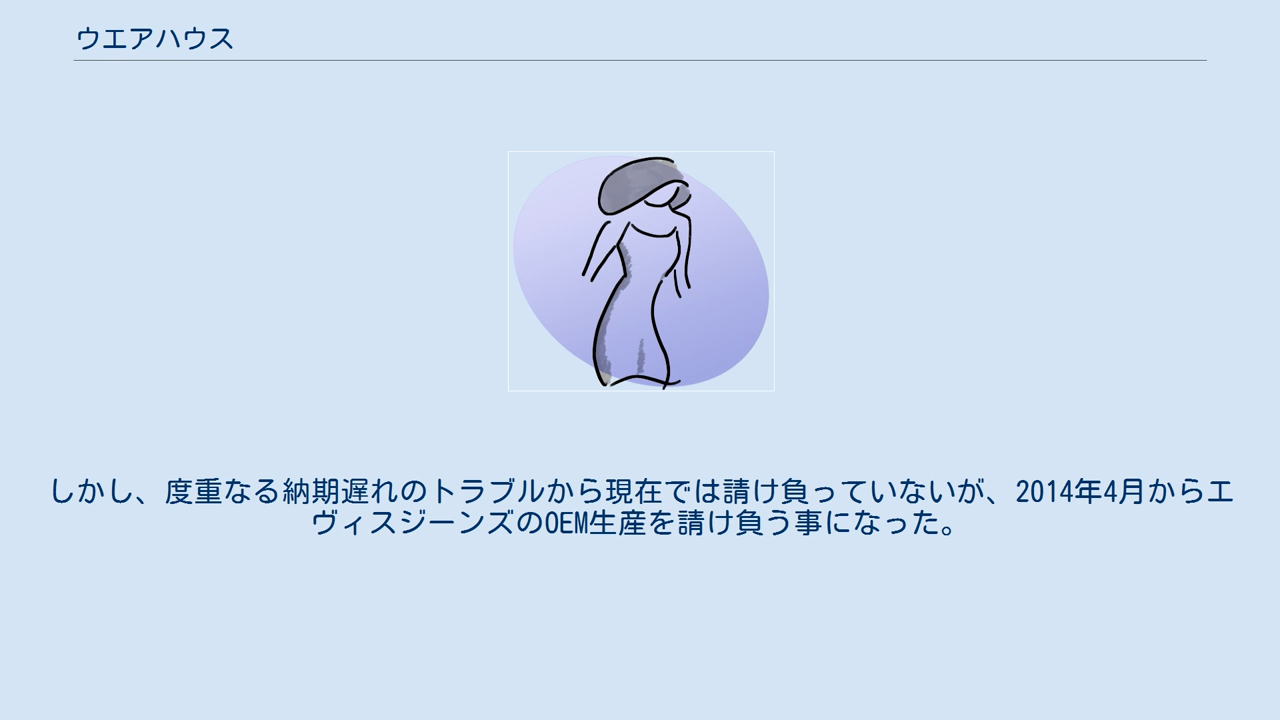 ウエアハウス
しかし、度重なる納期遅れのトラブルから現在では請け負っていないが、2014年4月からエ
ヴィスジーンズのOEM生産を請け負う事になった。